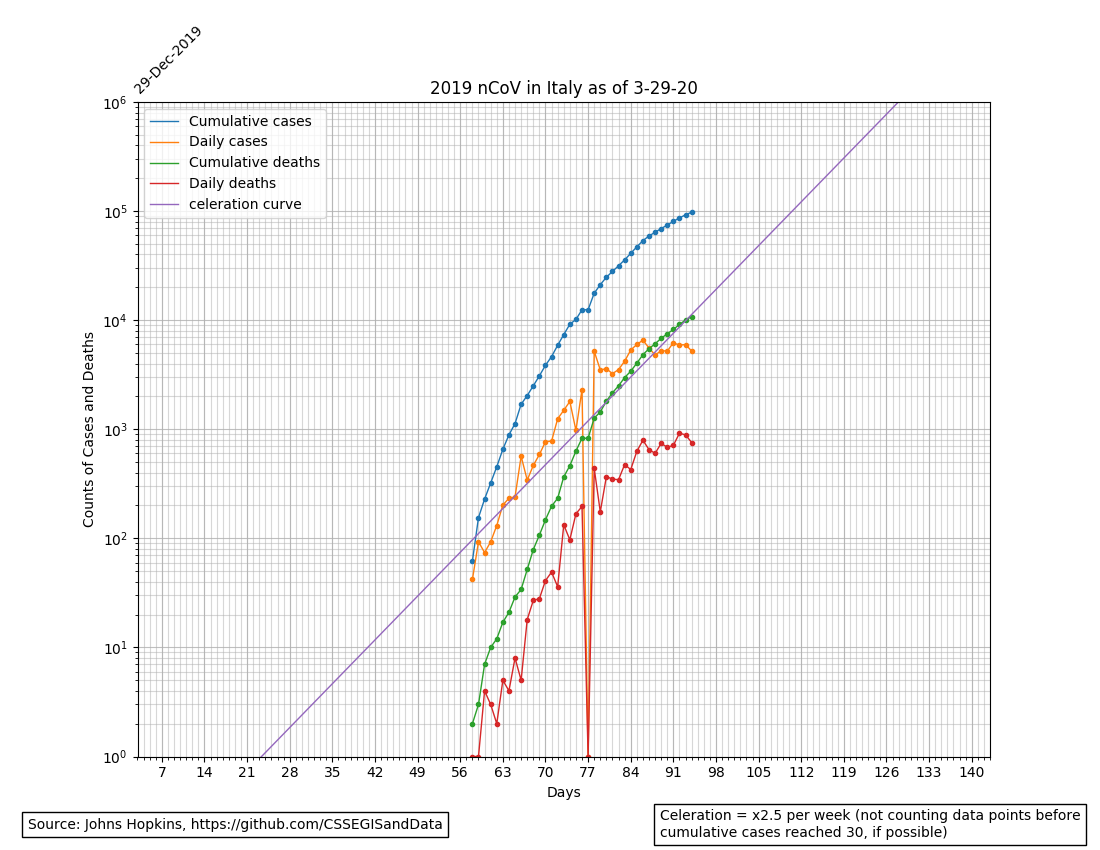 29-Dec-2019
2019 nCoV in Italy as of 3-29-20
Cumulative cases
Daily cases
Cumulative deaths
Daily deaths
celeration curve
10⁶
10⁵
10⁴
10³
10²
10¹
10⁰
Counts of Cases and Deaths
7 14 21 28 35 42 49 56 63 70 77 84 91 98 105 112 119 126 133 140
Days
Source: Johns Hopkins, https://github.com/CSSEGISandData
Celeration = x2.5 per week (not counting data points before
cumulative cases reached 30, if possible)